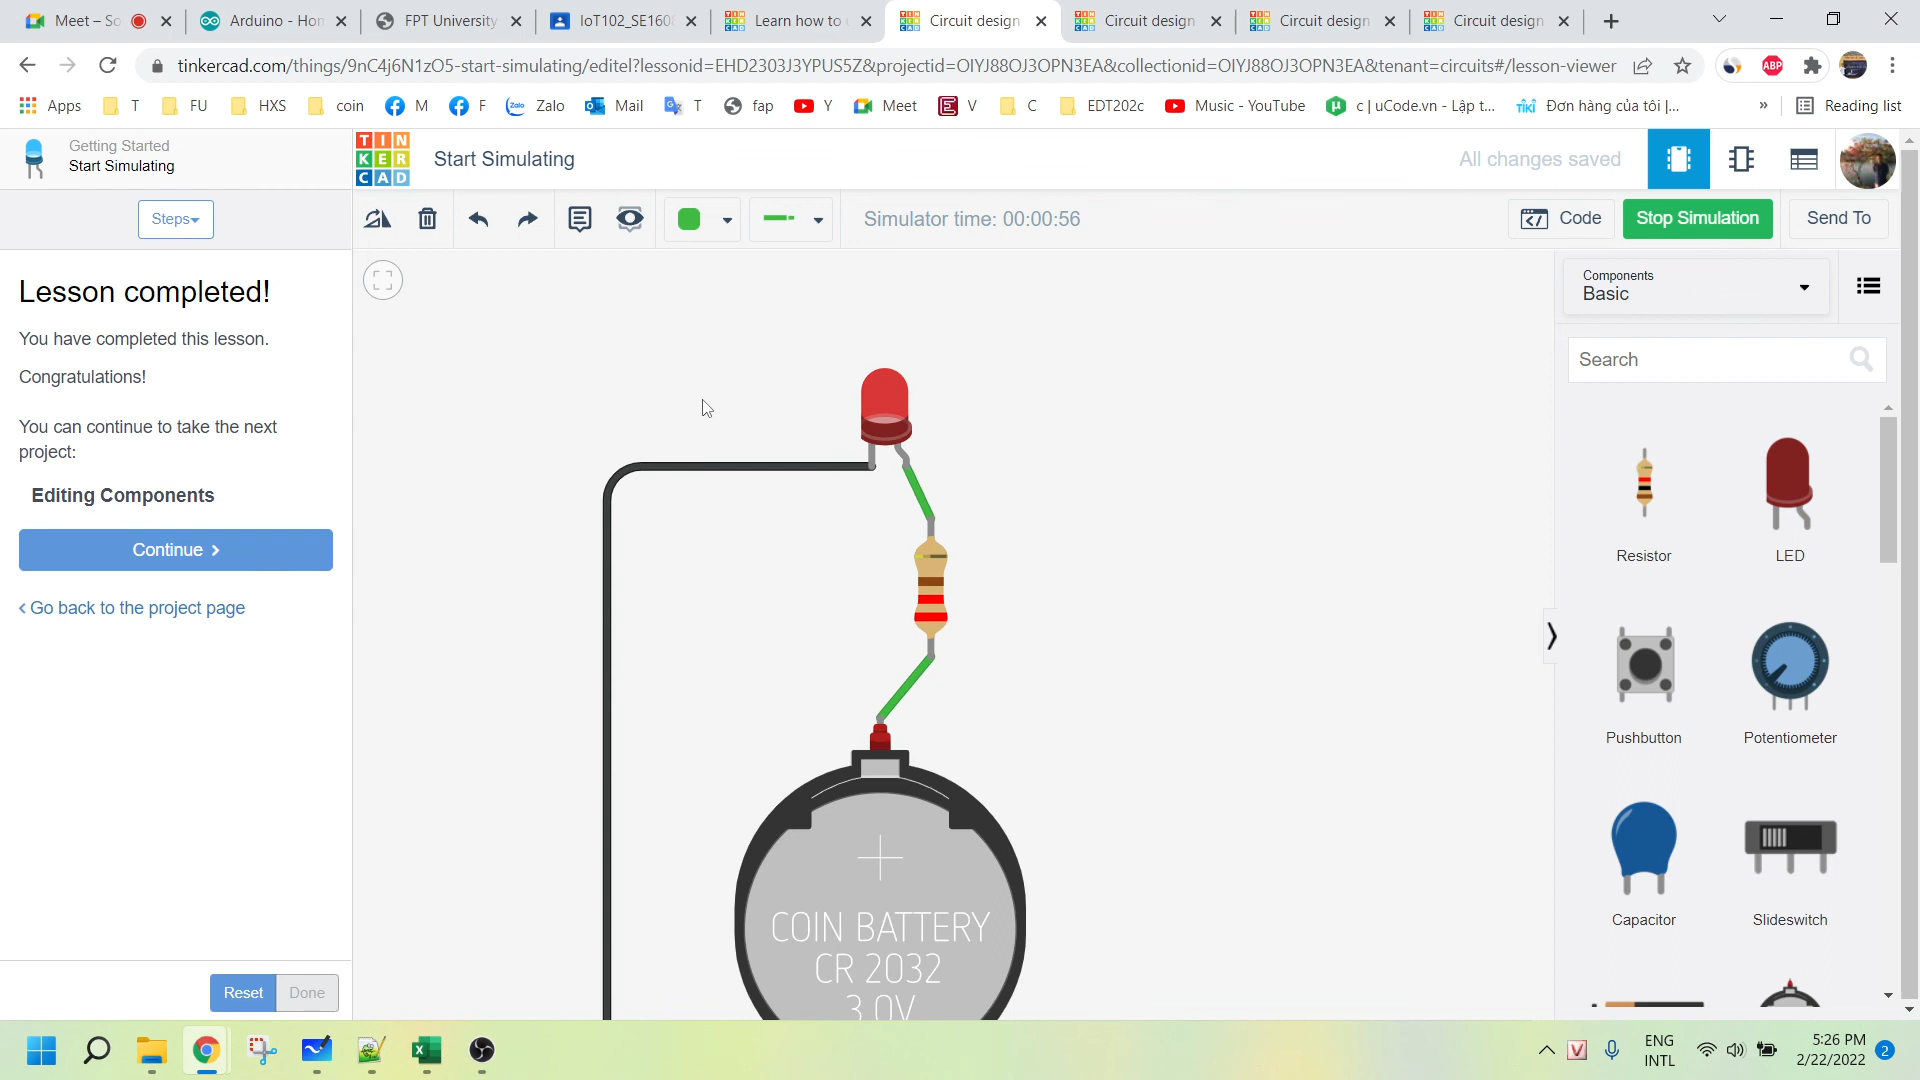 Meet – So
Arduino - Hom
FPT University
IoT102_SE160
Learn how to
Circuit design
Circuit design
Circuit design
Circuit design
tinkercad.com/things/9nC4j6N1zO5-start-simulating/editel?lessonid=EHD2303J3YPUS5Z&projectid=OIYJ88OJ3OPN3EA&collectionid=OIYJ88OJ3OPN3EA&tenant=circuits#/lesson-viewer
ABP
Apps T FU HXS coin M F Zalo Mail T fap Y Meet V C EDT202c Music - YouTube c | uCode.vn - Lập t... Đơn hàng của tôi |... » Reading list
Getting Started
Start Simulating
TIN
KER
CAD
Start Simulating
All changes saved
Steps
Simulator time: 00:00:56
Code
Stop Simulation
Send To
Lesson completed!
You have completed this lesson.
Congratulations!
You can continue to take the next
project:
Editing Components
Continue
Go back to the project page
Reset
Done
COIN BATTERY
CR 2032
3.0V
Components
Basic
Search
Resistor
LED
Pushbutton
Potentiometer
Capacitor
Slideswitch
ENG
INTL
5:26 PM
2/22/2022
2